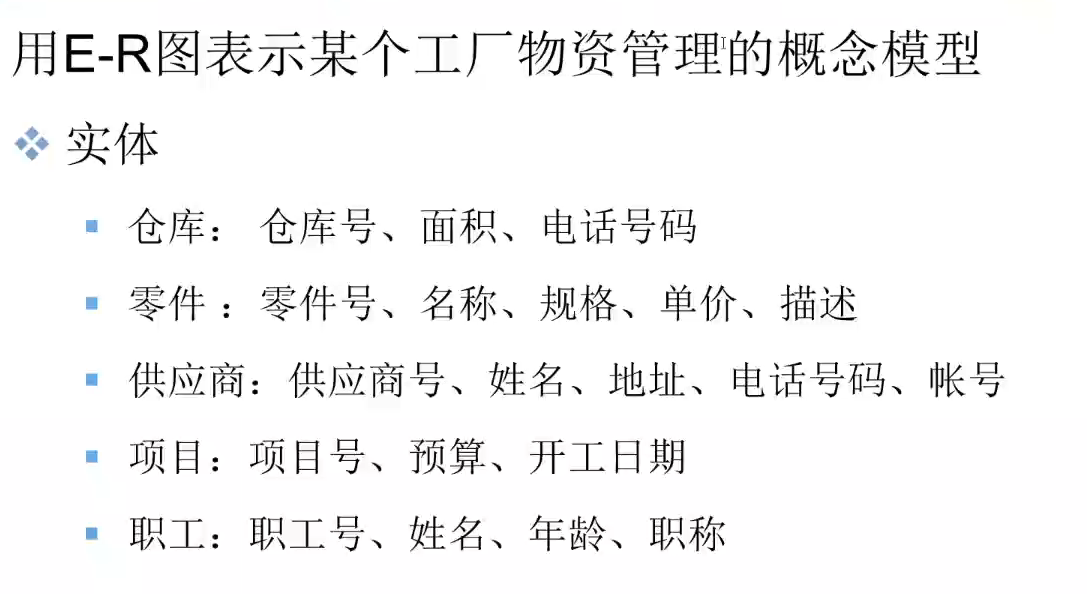 用E-R图表示某个工厂物资管理的概念模型
实体
仓库： 仓库号、面积、电话号码
零件 ：零件号、名称、规格、单价、描述
供应商：供应商号、姓名、地址、电话号码、帐号
项目：项目号、预算、开工日期
职工：职工号、姓名、年龄、职称